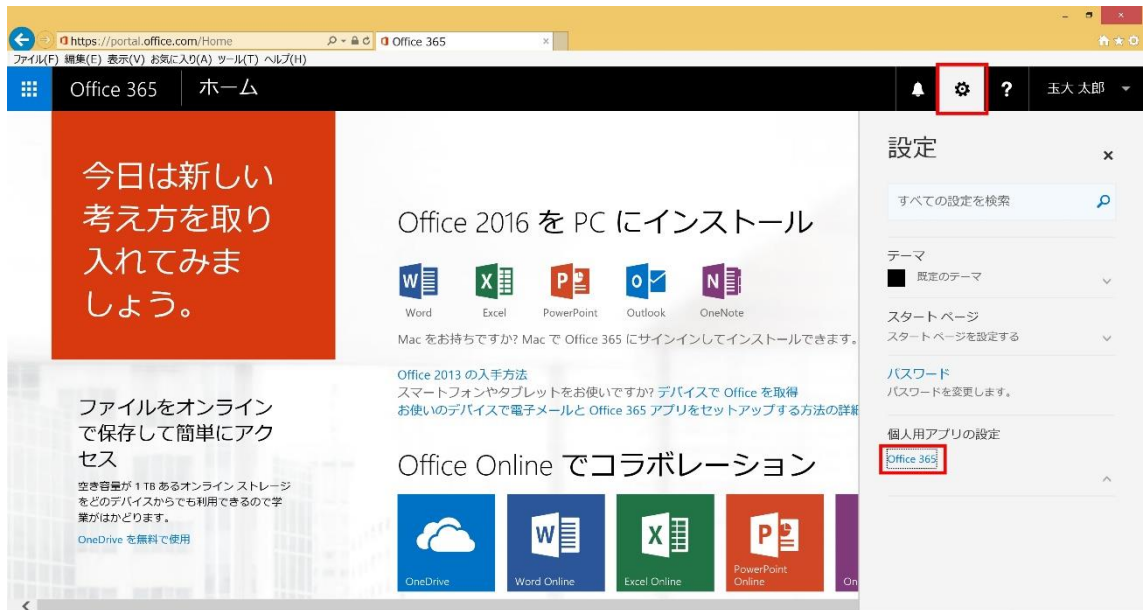 https://portal.office.com/Home
Office 365
ファイル(F) 編集(E) 表示(V) お気に入り(A) ツール(T) ヘルプ(H)
Office 365 ホーム
? 玉大 太郎
今日は新しい
考え方を取り
入れてみま
しょう。
ファイルをオンライン
で保存して簡単にアク
セス
空き容量が 1 TB あるオンライン ストレージ
をどのデバイスからでも利用できるので学
業がはかどります。
OneDrive を無料で使用
Office 2016 を PC にインストール
Word Excel PowerPoint Outlook OneNote
Mac をお持ちですか? Mac で Office 365 にサインインしてインストールできます。
Office 2013 の入手方法
スマートフォンやタブレットをお使いですか? デバイスで Office を取得
お使いのデバイスで電子メールと Office 365 アプリをセットアップする方法の詳細
Office Online でコラボレーション
OneDrive
Word Online
Excel Online
PowerPoint
Online
On
設定
すべての設定を検索
テーマ
既定のテーマ
スタート ページ
スタート ページを設定する
パスワード
パスワードを変更します。
個人用アプリの設定
Office 365